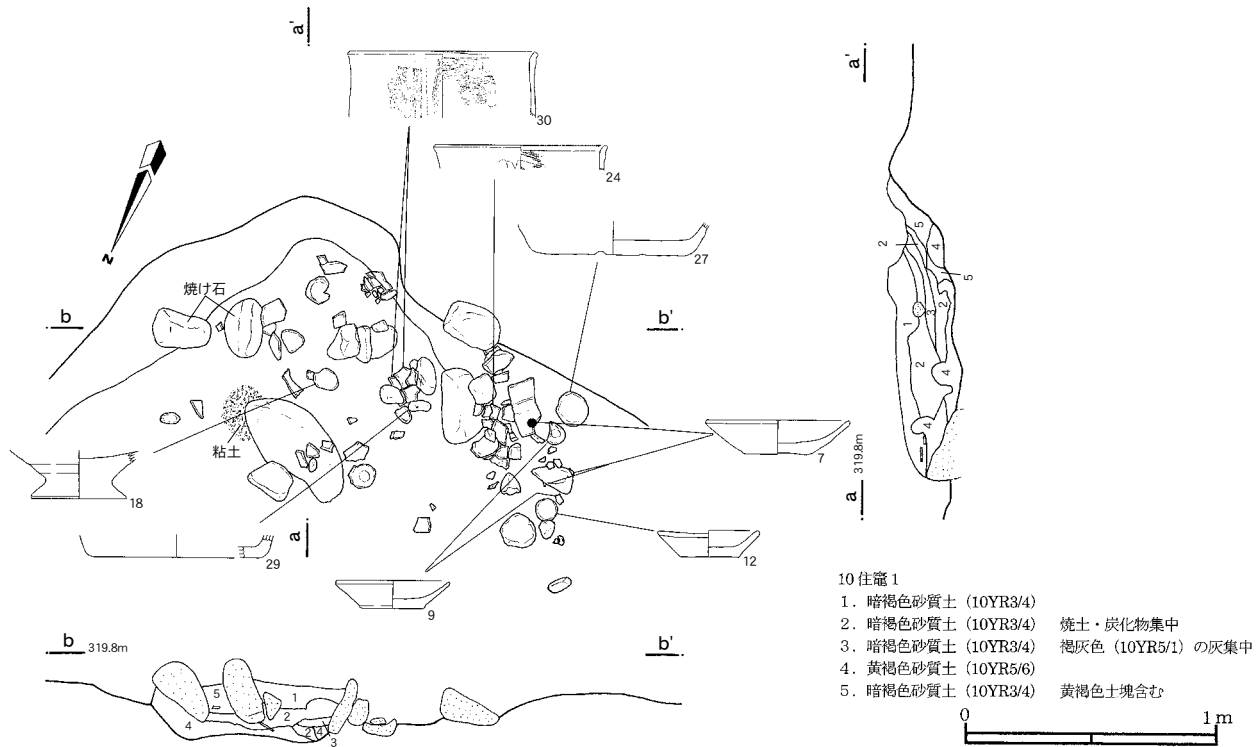 a'
30
24
27
N
焼け石
b
b'
粘土
18
29
a
9
7
12
b 319.8m
b'
5
1
2
4
2
4
3
a'
5
2
4
5
2
1
3
2
4
4
a 319.8m
10住竈1
1. 暗褐色砂質土 (10YR3/4)
2. 暗褐色砂質土 (10YR3/4) 焼土・炭化物集中
3. 暗褐色砂質土 (10YR3/4) 褐灰色 (10YR5/1) の灰集中
4. 黄褐色砂質土 (10YR5/6)
5. 暗褐色砂質土 (10YR3/4) 黄褐色土塊含む
0 1m